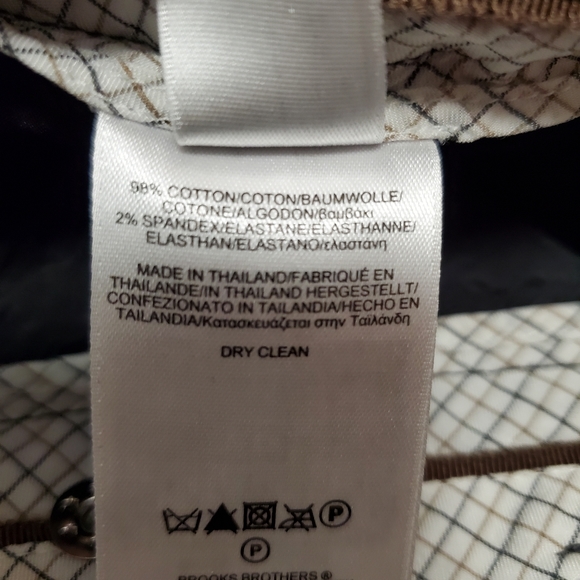 98% COTTON/COTON/BAUMWOLLE/
COTONE/ALGODON/βαμβάκι
2% SPANDEX/ELASTANE/ELASTHANNE/
ELASTHAN/ELASTANO/ελαστάνη
MADE IN THAILAND/FABRIQUÉ EN
THAILANDE/IN THAILAND HERGESTELLT/
CONFEZIONATO IN TAILANDIA/HECHO EN
TAILANDIA/Κατασκευάζεται στην Ταϊλάνδη
DRY CLEAN
P
P
BROOKS BROTHERS ®